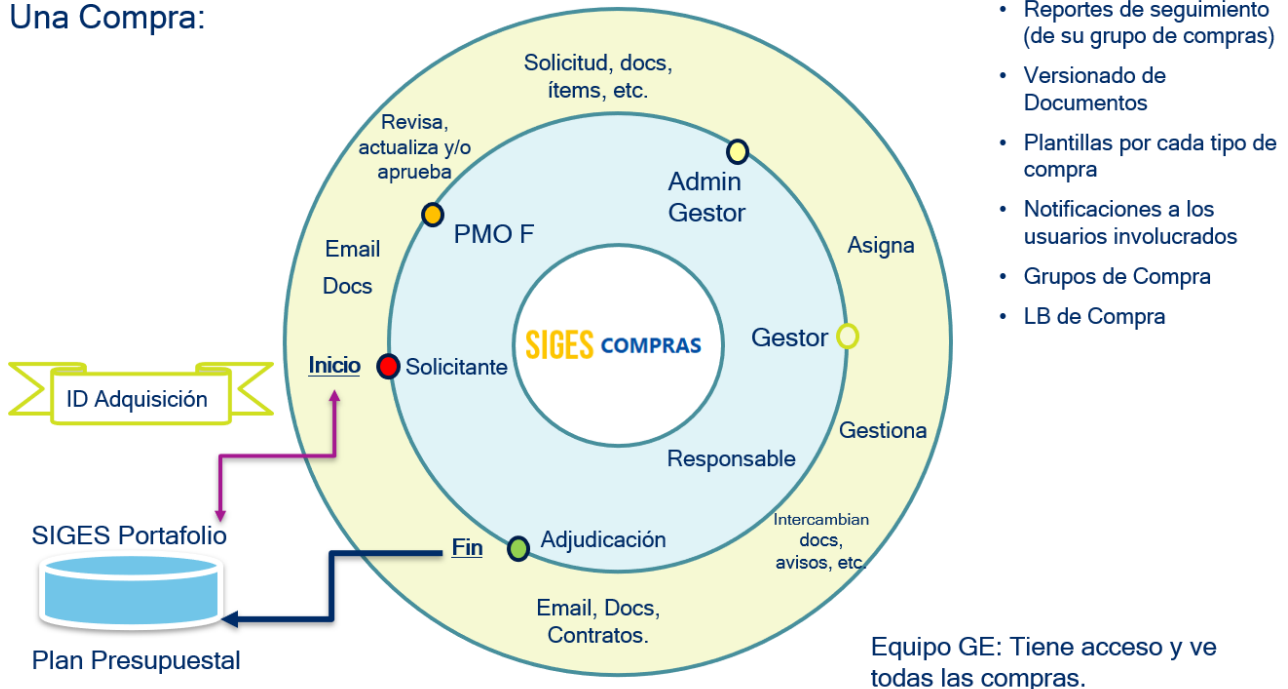 Una Compra:
Solicitud, docs,
ítems, etc.
Revisa,
actualiza y/o
aprueba
Admin
Gestor
PMO F
Email
Docs
Asigna
Gestor
SIGES COMPRAS
Inicio
Solicitante
ID Adquisición
Gestiona
Responsable
Intercambian
docs,
avisos, etc.
Adjudicación
Fin
SIGES Portafolio
Plan Presupuestal
Email, Docs,
Contratos.
• Reportes de seguimiento
(de su grupo de compras)
• Versionado de
Documentos
• Plantillas por cada tipo de
compra
• Notificaciones a los
usuarios involucrados
• Grupos de Compra
• LB de Compra
Equipo GE: Tiene acceso y ve
todas las compras.